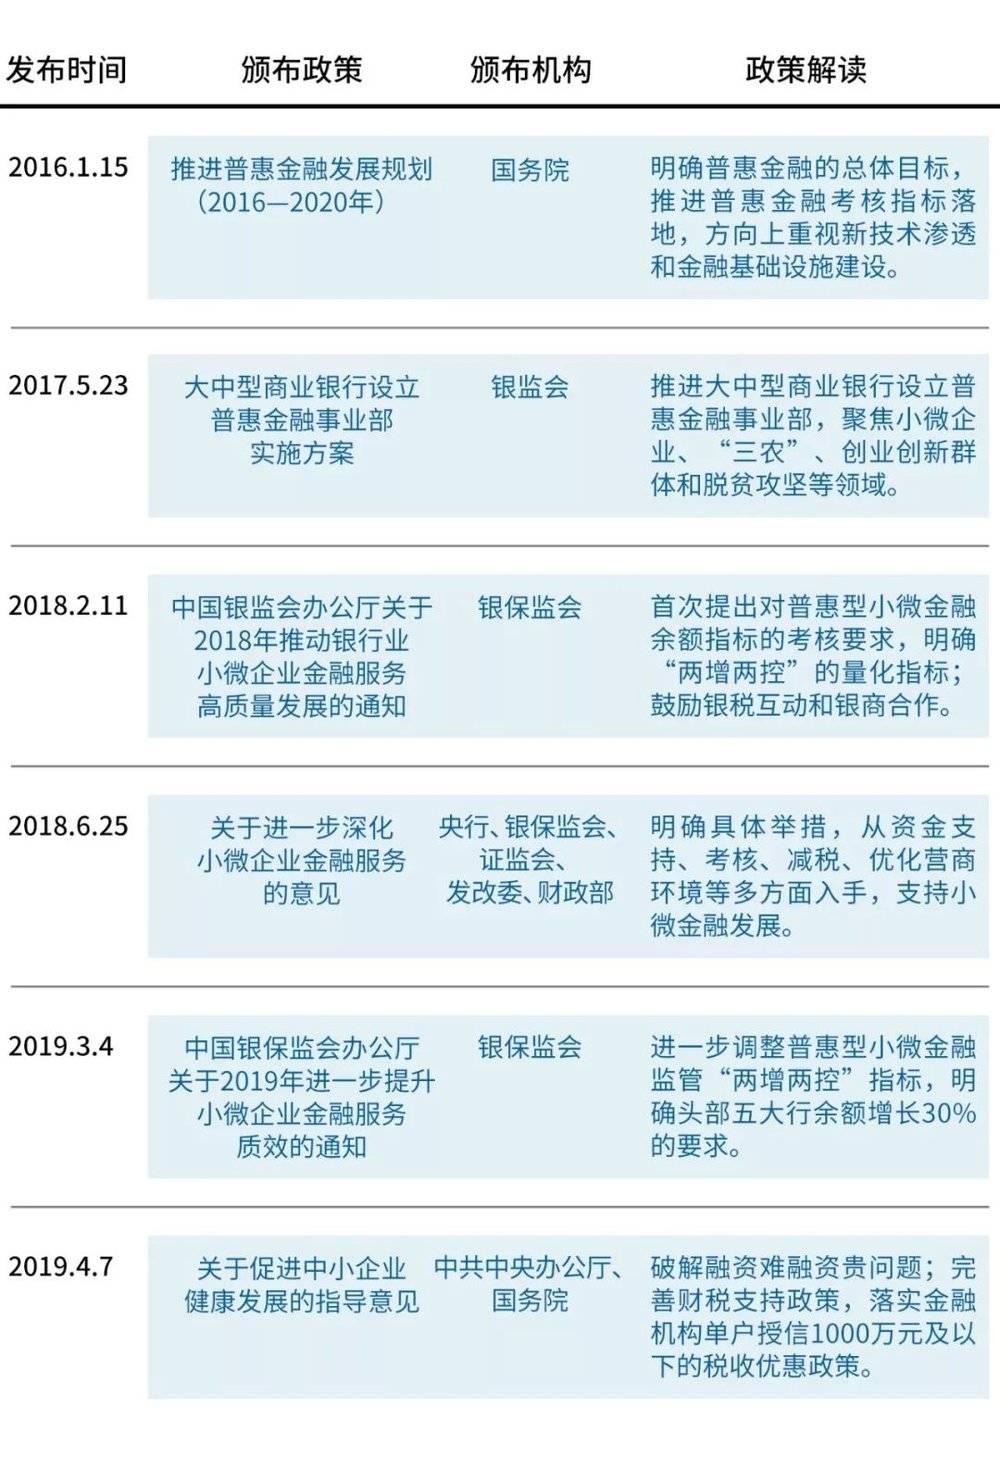 发布时间 颁布政策 颁布机构 政策解读
2016.1.15
推进普惠金融发展规划
（2016—2020年）
国务院
明确普惠金融的总体目标，
推进普惠金融考核指标落
地，方向上重视新技术渗透
和金融基础设施建设。
2017.5.23
大中型商业银行设立
普惠金融事业部
实施方案
银监会
推进大中型商业银行设立普
惠金融事业部，聚焦小微企
业、“三农”、创业创新群
体和脱贫攻坚等领域。
2018.2.11
中国银监会办公厅关于
2018年推动银行业
小微企业金融服务
高质量发展的通知
银保监会
首次提出对普惠型小微金融
余额指标的考核要求，明确
“两增两控”的量化指标；
鼓励银税互动和银商合作。
2018.6.25
关于进一步深化
小微企业金融服务
的意见
央行、银保监会、
证监会、
发改委、财政部
明确具体举措，从资金支
持、考核、减税、优化营商
环境等多方面入手，支持小
微金融发展。
2019.3.4
中国银保监会办公厅
关于2019年进一步提升
小微企业金融服务
质效的通知
银保监会
进一步调整普惠型小微金融
监管“两增两控”指标，明
确头部五大行余额增长30%
的要求。
2019.4.7
关于促进中小企业
健康发展的指导意见
中共中央办公厅、
国务院
破解融资难融资贵问题；完
善财税支持政策，落实金融
机构单户授信1000万元及以
下的税收优惠政策。